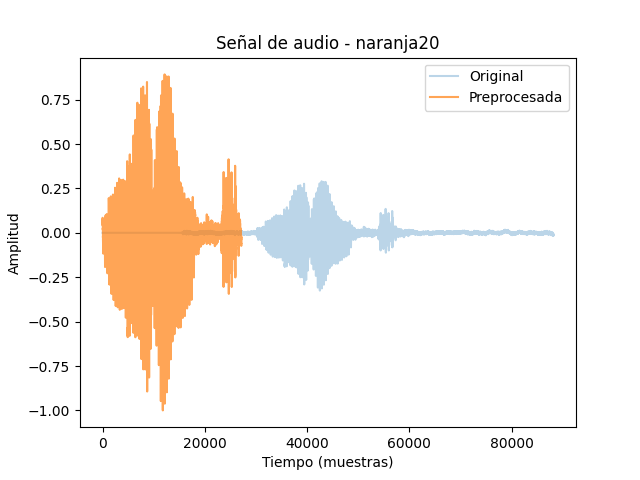 Señal de audio - naranja20
Original
Preprocesada
Amplitud
0.75
0.50
0.25
0.00
−0.25
−0.50
−0.75
−1.00
0 20000 40000 60000 80000
Tiempo (muestras)